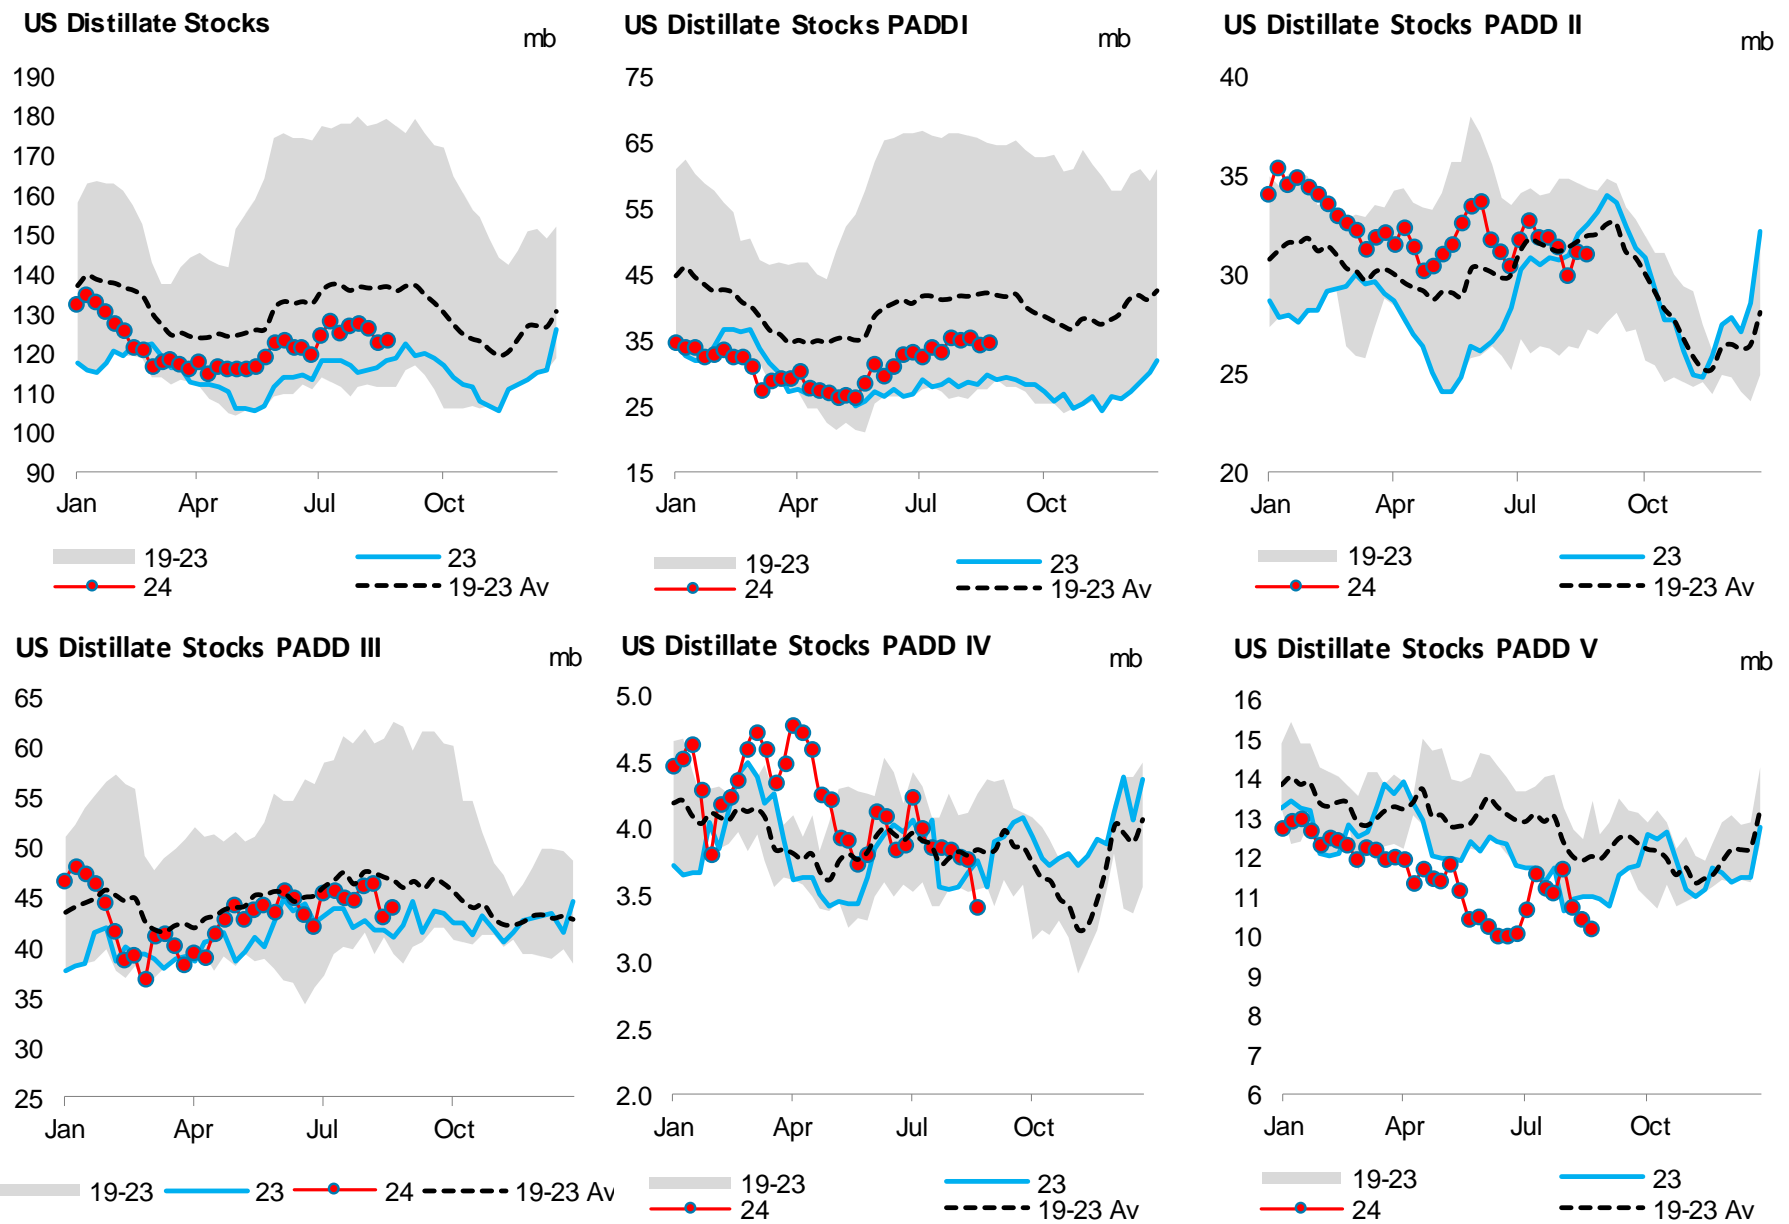 US Distillate Stocks
mb
190
180
170
160
150
140
130
120
110
100
90
Jan Apr Jul Oct
19-23 23
24 19-23 Av
US Distillate Stocks PADDI
mb
75
65
55
45
35
25
15
Jan Apr Jul Oct
19-23 23
24 19-23 Av
US Distillate Stocks PADD II
mb
40
35
30
25
20
Jan Apr Jul Oct
19-23 23
24 19-23 Av
US Distillate Stocks PADD III
mb
65
60
55
50
45
40
35
30
25
Jan Apr Jul Oct
19-23 23 24 19-23 Av
US Distillate Stocks PADD IV
mb
5.0
4.5
4.0
3.5
3.0
2.5
2.0
Jan Apr Jul Oct
19-23 23
24 19-23 Av
US Distillate Stocks PADD V
mb
16
15
14
13
12
11
10
9
8
7
6
Jan Apr Jul Oct
19-23 23
24 19-23 Av